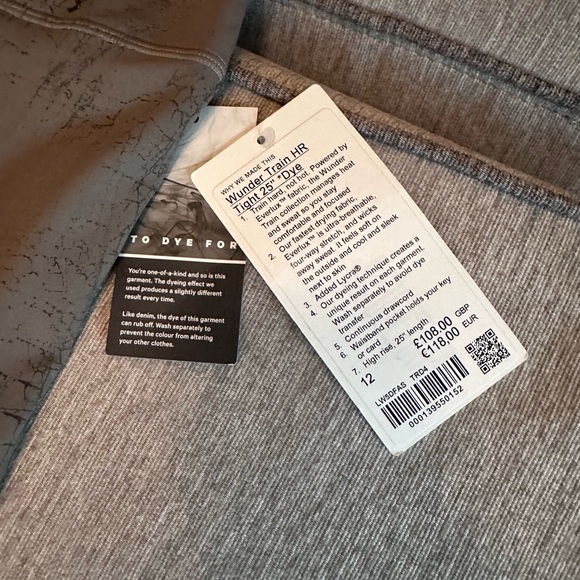 WHY WE MADE THIS
Wunder Train HR
Tight 25" *Dye
1. Train hard, not hot. Powered by
Everlux™ fabric, the Wunder
Train collection manages heat
and sweat so you stay
comfortable and focused
2. Our fastest drying fabric,
Everlux™ is ultra-breathable,
four-way stretch, and wicks
away sweat. It feels soft on
the outside and cool and sleek
next to skin
3. Added Lycra®
4. Our dyeing technique creates a
unique result on each garment.
Wash separately to avoid dye
transfer
5. Continuous drawcord
6. Waistband pocket holds your key
or card
7. High rise, 25" length
12
£108.00 GBP
€118.00 EUR
LW5DFAS TRD4
000139550152
TO DYE FOR
You're one-of-a-kind and so is this
garment. The dyeing effect we
used produces a slightly different
result every time.
Like denim, the dye of this garment
can rub off. Wash separately to
prevent the colour from altering
your other clothes.